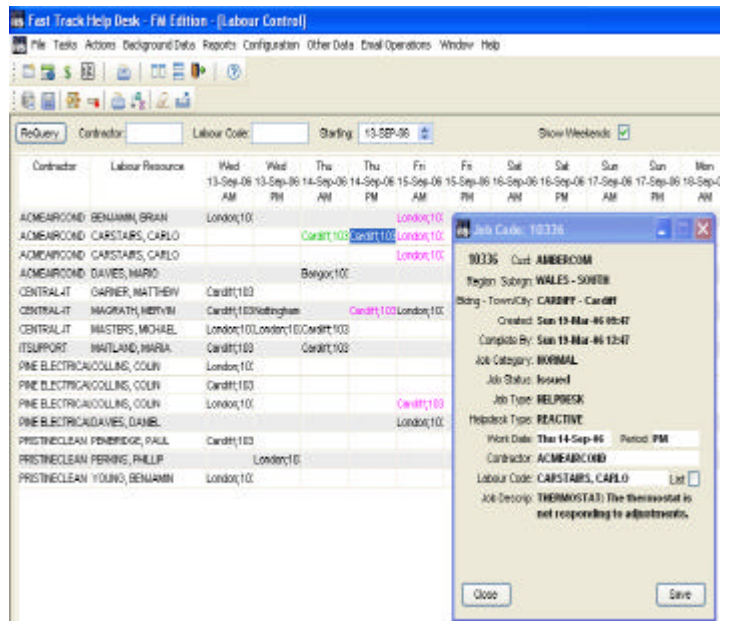 Fast Track Help Desk - FM Edition - [Labour Control]
File Tasks Actions Background Data Reports Configuration Other Data Email Operations Window Help
ReQuery Contractor: Labour Code: Starting: 13-SEP-06 Show Weekends
Contractor Labour Resource Wed Wed Thu Thu Fri Fri Sat Sat Sun Sun Mon
13-Sep-06 13-Sep-06 14-Sep-06 14-Sep-06 15-Sep-06 15-Sep-06 16-Sep-06 16-Sep-06 17-Sep-06 17-Sep-06 18-Sep-
AM PM AM PM AM PM AM PM AM PM AM
ACMEAIRCOND BENJAMIN, BRIAN London;10 London;10
ACMEAIRCOND CARSTAIRS, CARLO Cardiff;103 Cardiff;103 London;10
ACMEAIRCOND CARSTAIRS, CARLO London;10
ACMEAIRCOND DAVIES, MARIO Bangor;10
CENTRAL-IT GARNER, MATTHEW Cardiff;103
CENTRAL-IT MAGRATH, MERVIN Cardiff;103 Nottingham Cardiff;103 London;10
CENTRAL-IT MASTERS, MICHAEL London;10 London;10 Cardiff;103
ITSUPPORT MAITLAND, MARIA Cardiff;103 Cardiff;103
PINE ELECTRICA COLLINS, COLIN London;10
PINE ELECTRICA COLLINS, COLIN Cardiff;103
PINE ELECTRICA COLLINS, COLIN London;10 Cardiff;103
PINE ELECTRICA DAVIES, DANIEL London;10
PRISTINECLEAN PEMBRIDGE, PAUL Cardiff;103
PRISTINECLEAN PERKINS, PHILLIP London;10
PRISTINECLEAN YOUNG, BENJAMIN London;10
Job Code: 10336
10336 Cust: AMBERCOM
Region Subrgn: WALES - SOUTH
Bldng - Town/City: CARDIFF - Cardiff
Created: Sun 19-Mar-06 09:47
Complete By: Sun 19-Mar-06 12:47
Job Category: NORMAL
Job Status: Issued
Job Type: HELPDESK
Helpdesk Type: REACTIVE
Work Date: Thu 14-Sep-06 Period: PM
Contractor: ACMEAIRCOND
Labour Code: CARSTAIRS, CARLO List
Job Descrip: THERMOSTAT: The thermostat is
not responding to adjustments.
Close Save